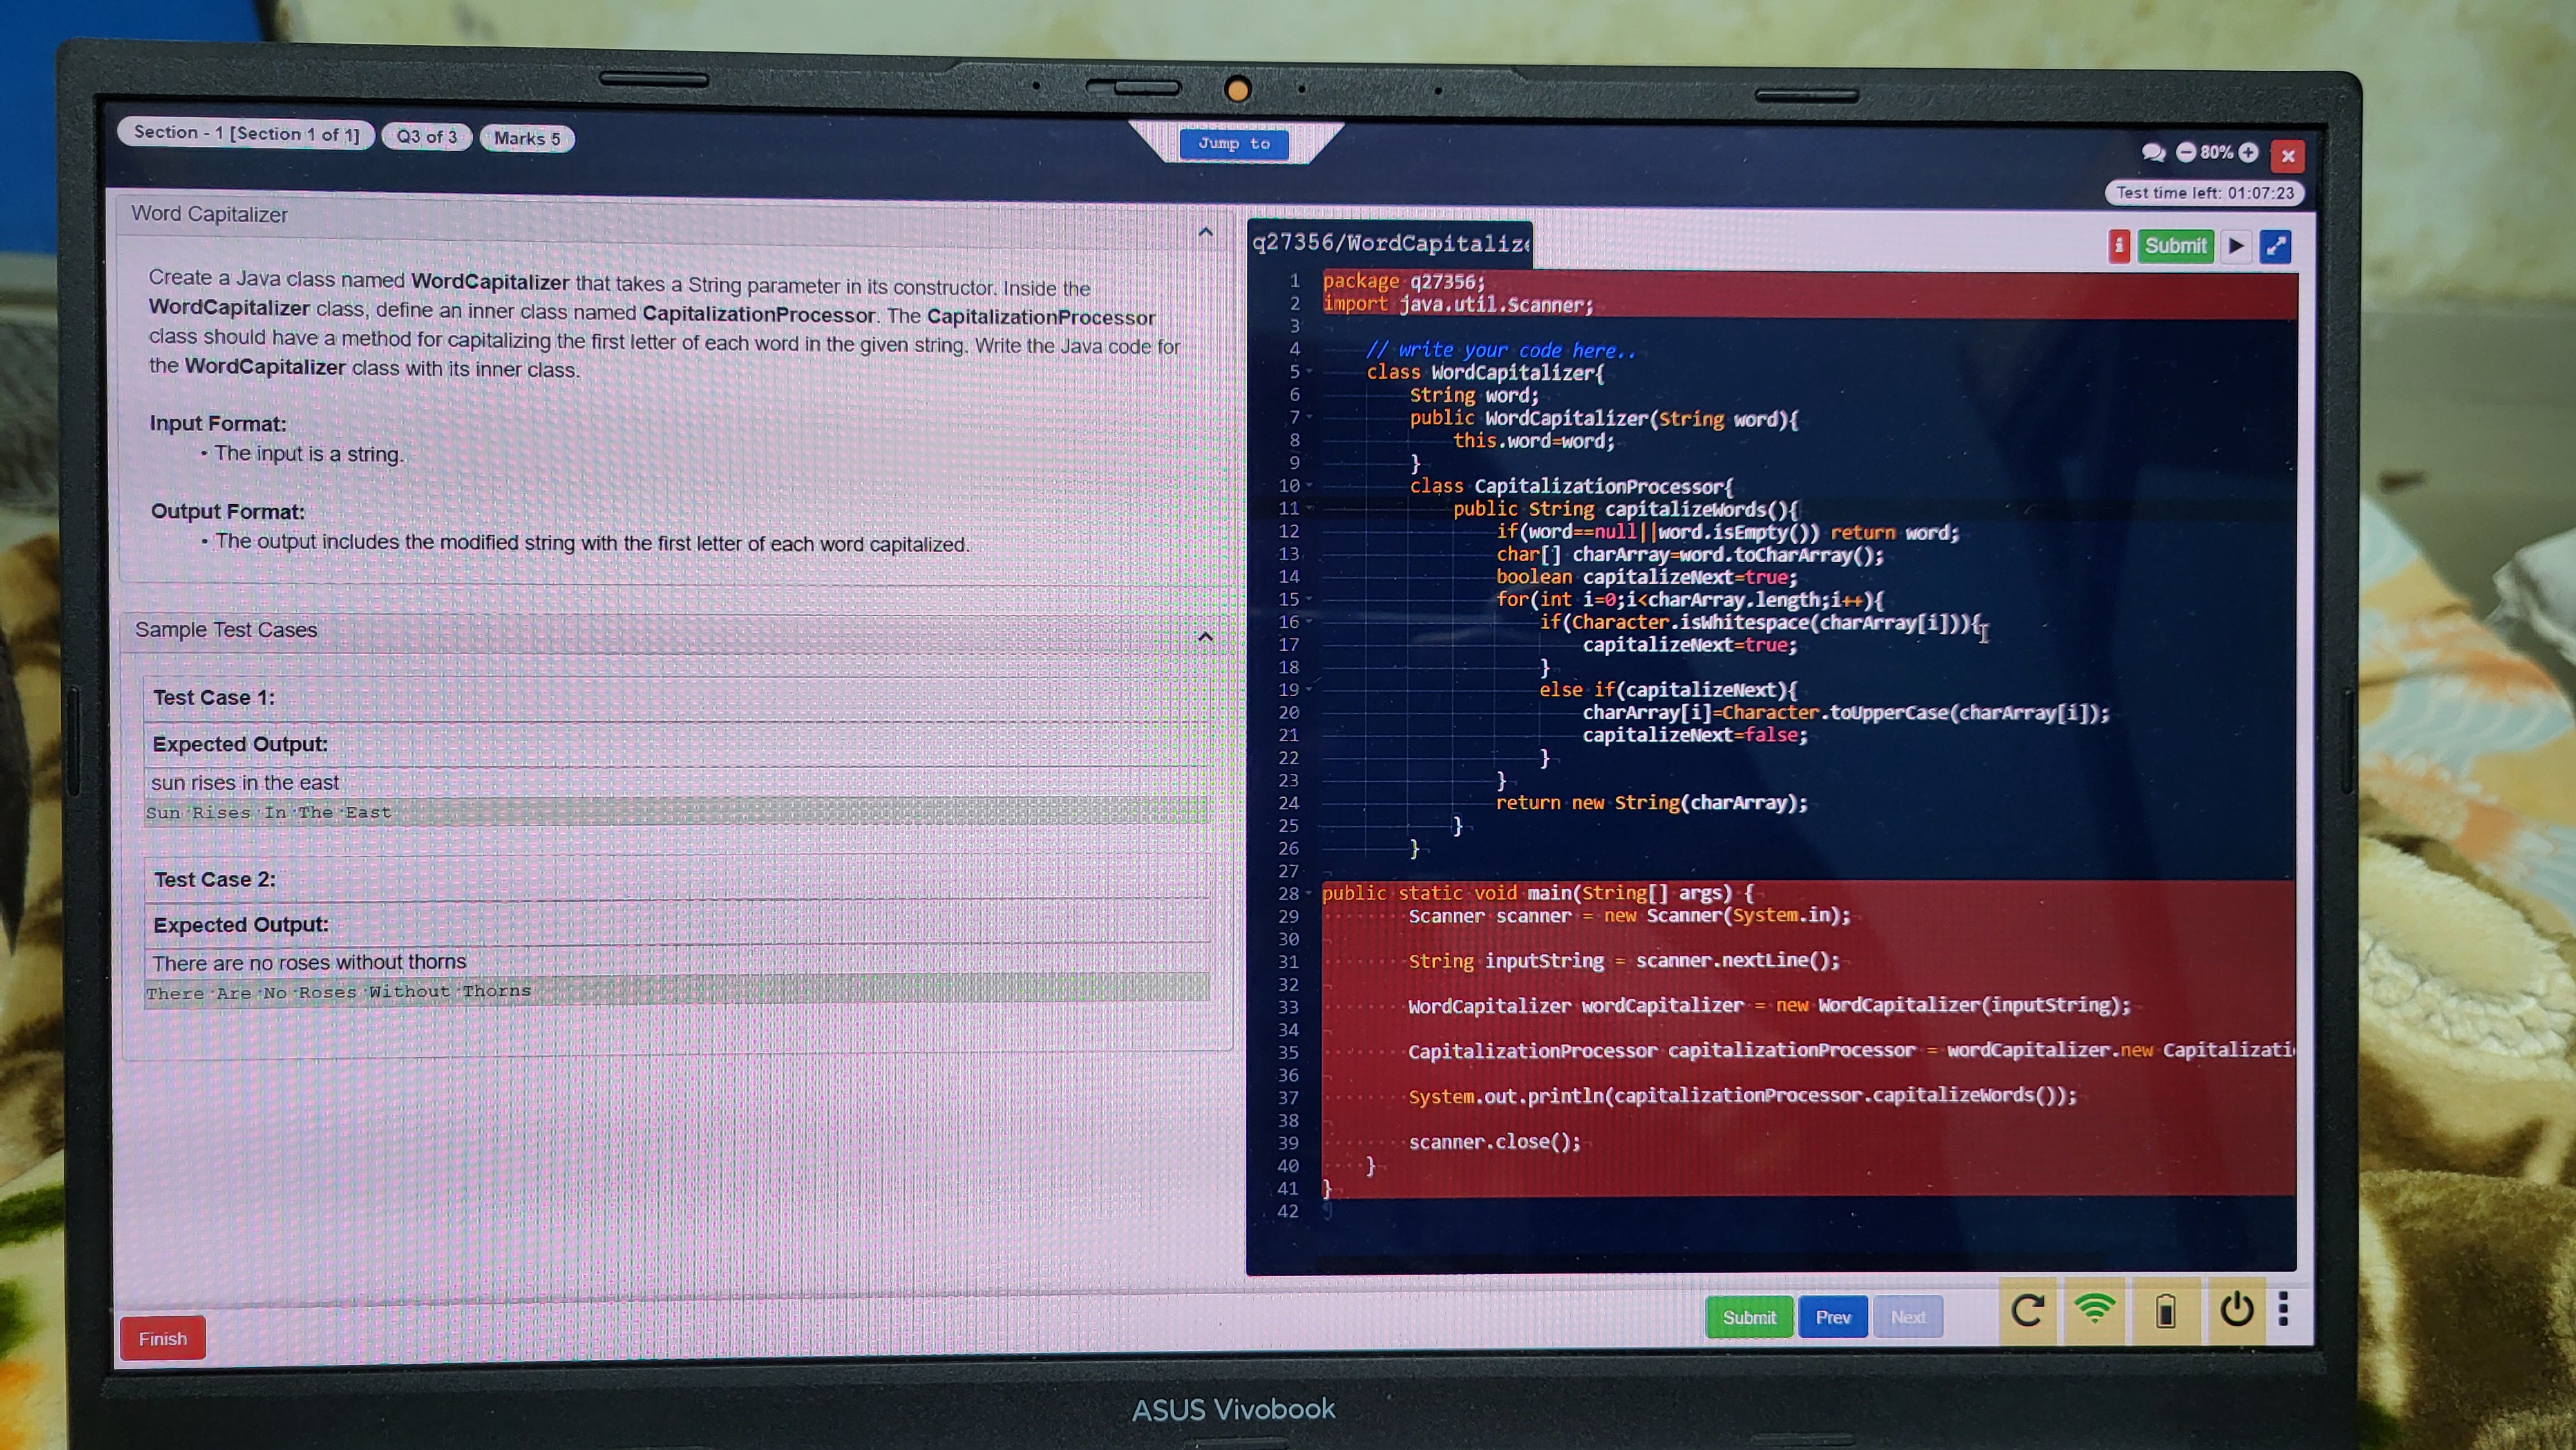 Section - 1 [Section 1 of 1] Q3 of 3 Marks 5
Jump to
80%
Test time left: 01:07:23
Word Capitalizer
Create a Java class named WordCapitalizer that takes a String parameter in its constructor. Inside the
WordCapitalizer class, define an inner class named CapitalizationProcessor. The CapitalizationProcessor
class should have a method for capitalizing the first letter of each word in the given string. Write the Java code for
the WordCapitalizer class with its inner class.
Input Format:
• The input is a string.
Output Format:
• The output includes the modified string with the first letter of each word capitalized.
Sample Test Cases
Test Case 1:
Expected Output:
sun rises in the east
Sun·Rises·In·The·East
Test Case 2:
Expected Output:
There are no roses without thorns
There·Are·No·Roses·Without·Thorns
Finish
q27356/WordCapitalize
i Submit
1 package q27356;
2 import java.util.Scanner;
3
4 // write your code here..
5 class WordCapitalizer{
6 String word;
7 public WordCapitalizer(String word){
8 this.word=word;
9 }
10 class CapitalizationProcessor{
11 public String capitalizeWords(){
12 if(word==null||word.isEmpty()) return word;
13 char[] charArray=word.toCharArray();
14 boolean capitalizeNext=true;
15 for(int i=0;i<charArray.length;i++){
16 if(Character.isWhitespace(charArray[i])){
17 capitalizeNext=true;
18 }
19 else if(capitalizeNext){
20 charArray[i]=Character.toUpperCase(charArray[i]);
21 capitalizeNext=false;
22 }
23 }
24 return new String(charArray);
25 }
26 }
27
28 public static void main(String[] args) {
29 Scanner scanner = new Scanner(System.in);
30
31 String inputString = scanner.nextLine();
32
33 WordCapitalizer wordCapitalizer = new WordCapitalizer(inputString);
34
35 CapitalizationProcessor capitalizationProcessor = wordCapitalizer.new Capitalizati
36
37 System.out.println(capitalizationProcessor.capitalizeWords());
38
39 scanner.close();
40 }
41 }
42
Submit Prev Next
ASUS Vivobook